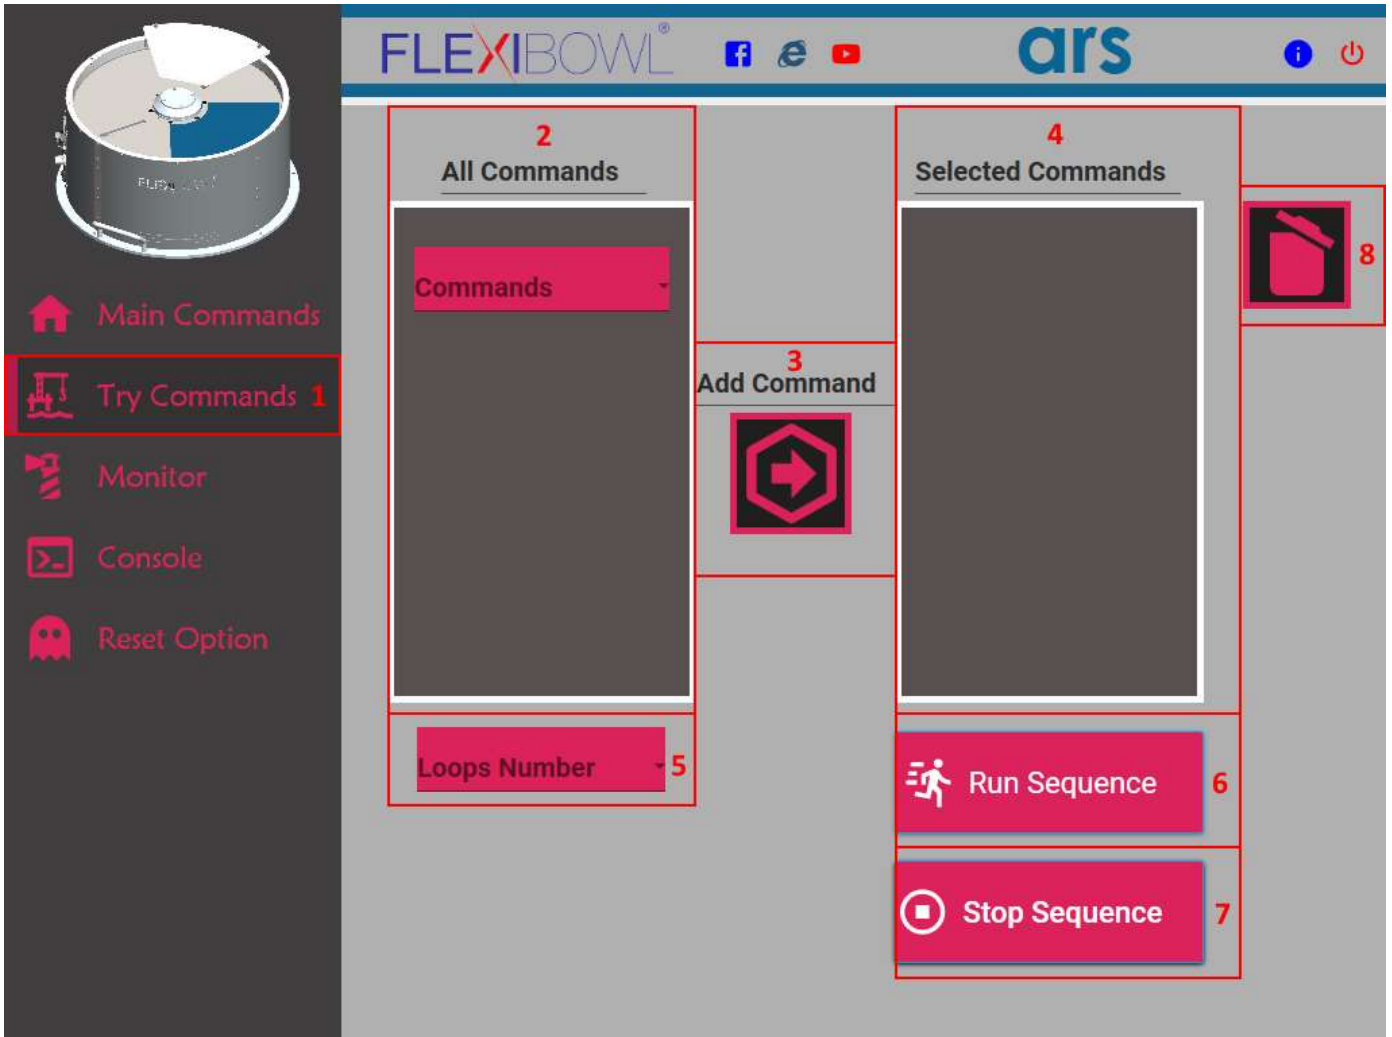 FLEXIBOWL®
ars
2
All Commands
Commands
4
Selected Commands
8
Main Commands
Try Commands 1
Monitor
Console
Reset Option
3
Add Command
Loops Number 5
Run Sequence 6
Stop Sequence 7